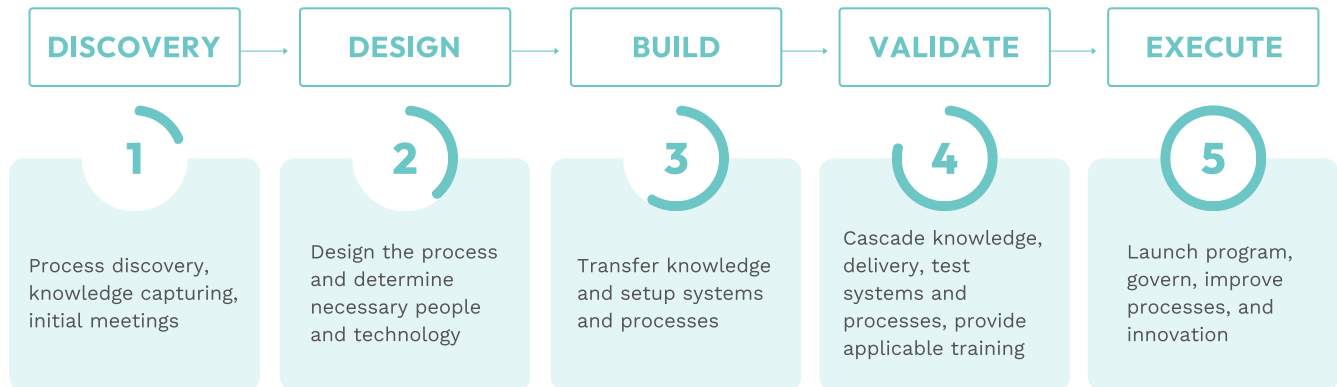 DISCOVERY
DESIGN
BUILD
VALIDATE
EXECUTE
1
Process discovery,
knowledge capturing,
initial meetings
2
Design the process
and determine
necessary people
and technology
3
Transfer knowledge
and setup systems
and processes
4
Cascade knowledge,
delivery, test
systems and
processes, provide
applicable training
5
Launch program,
govern, improve
processes, and
innovation